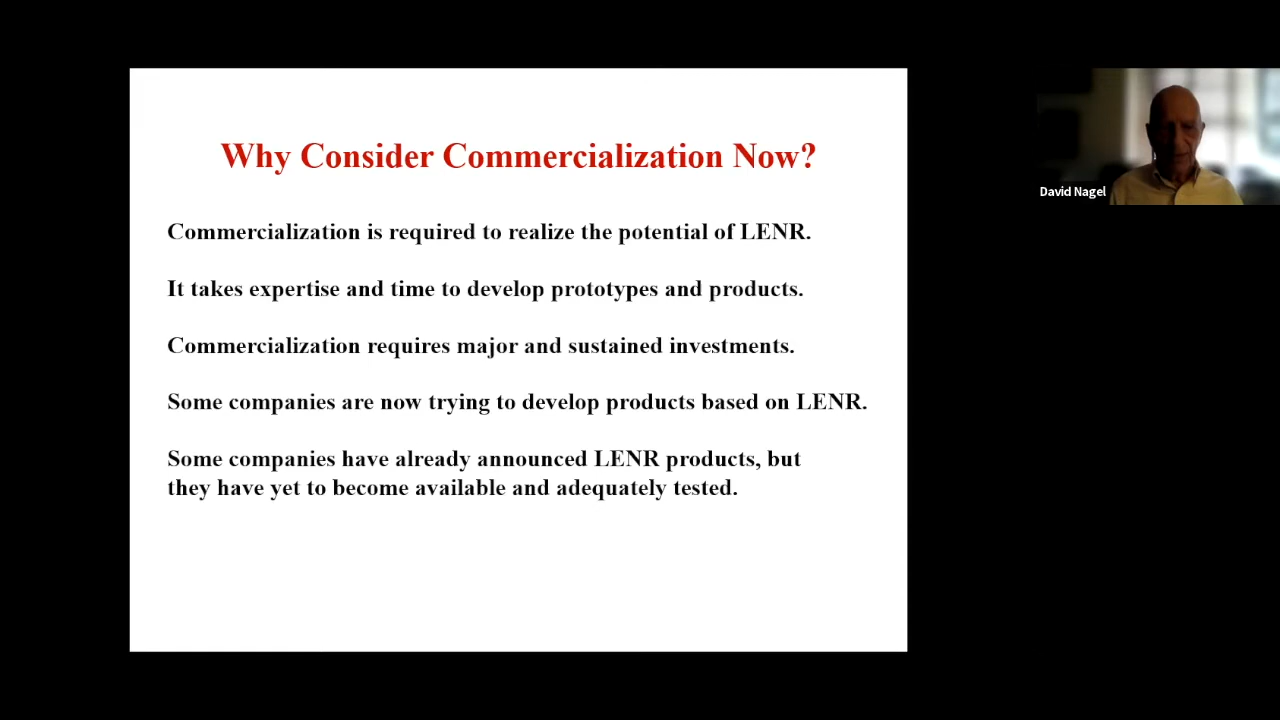 Why Consider Commercialization Now?
Commercialization is required to realize the potential of LENR.
It takes expertise and time to develop prototypes and products.
Commercialization requires major and sustained investments.
Some companies are now trying to develop products based on LENR.
Some companies have already announced LENR products, but
they have yet to become available and adequately tested.
David Nagel